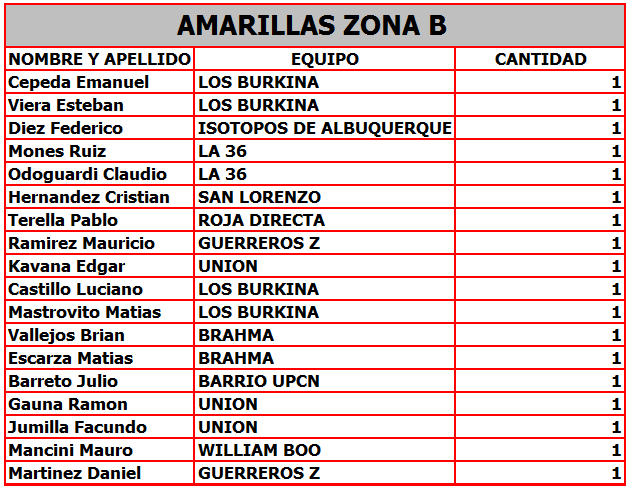 AMARILLAS ZONA B
NOMBRE Y APELLIDO EQUIPO CANTIDAD
Cepeda Emanuel LOS BURKINA 1
Viera Esteban LOS BURKINA 1
Diez Federico ISOTOPOS DE ALBUQUERQUE 1
Mones Ruiz LA 36 1
Odoguardi Claudio LA 36 1
Hernandez Cristian SAN LORENZO 1
Terella Pablo ROJA DIRECTA 1
Ramirez Mauricio GUERREROS Z 1
Kavana Edgar UNION 1
Castillo Luciano LOS BURKINA 1
Mastrovito Matias LOS BURKINA 1
Vallejos Brian BRAHMA 1
Escarza Matias BRAHMA 1
Barreto Julio BARRIO UPCN 1
Gauna Ramon UNION 1
Jumilla Facundo UNION 1
Mancini Mauro WILLIAM BOO 1
Martinez Daniel GUERREROS Z 1